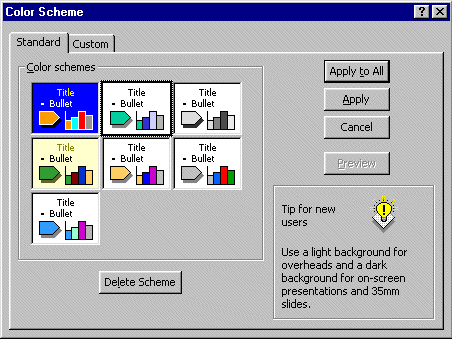 Color Scheme
Standard
Custom
Color schemes
Title
• Bullet
Title
• Bullet
Title
• Bullet
Title
• Bullet
Title
• Bullet
Title
• Bullet
Title
• Bullet
Delete Scheme
Apply to All
Apply
Cancel
Preview
Tip for new
users
Use a light background for
overheads and a dark
background for on-screen
presentations and 35mm
slides.